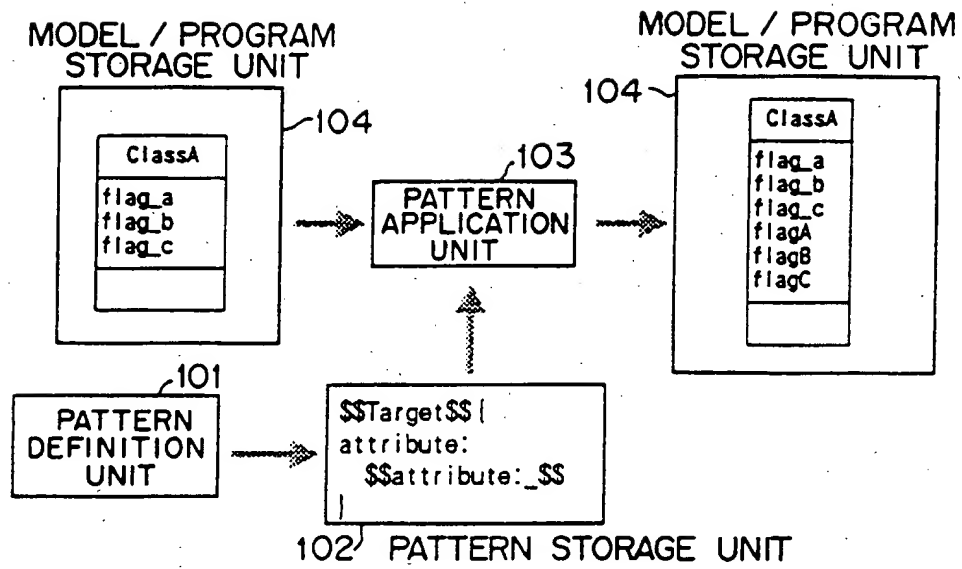 MODEL / PROGRAM
STORAGE UNIT
104
ClassA
flag_a
flag_b
flag_c
103
PATTERN
APPLICATION
UNIT
MODEL / PROGRAM
STORAGE UNIT
104
ClassA
flag_a
flag_b
flag_c
flagA
flagB
flagC
101
PATTERN
DEFINITION
UNIT
$$Target$$ {
attribute:
$$attribute:_$$
}
102 PATTERN STORAGE UNIT